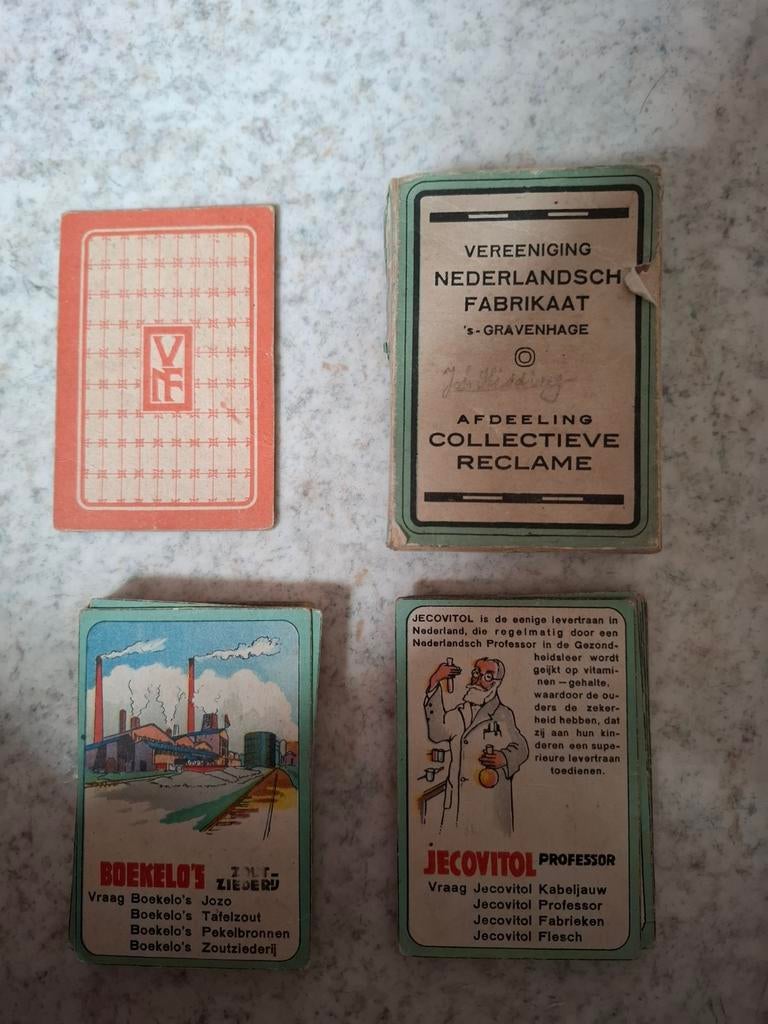 VNF
VEREENIGING
NEDERLANDSCH
FABRIKAAT
's-GRAVENHAGE
AFDEELING
COLLECTIEVE
RECLAME
BOEKELO'S ZOUT-
ZIEDERIJ
Vraag Boekelo's Jozo
Boekelo's Tafelzout
Boekelo's Pekelbronnen
Boekelo's Zoutziederij
JECOVITOL is de eenige levertraan in
Nederland, die regelmatig door een
Nederlandsch Professor in de Gezond-
heidsleer wordt
geijkt op vitami-
nen — gehalte,
waardoor de ou-
ders de zeker-
heid hebben, dat
zij aan hun kin-
deren een supe-
rieure levertraan
toedienen.
JECOVITOL PROFESSOR
Vraag Jecovitol Kabeljauw
Jecovitol Professor
Jecovitol Fabrieken
Jecovitol Flesch